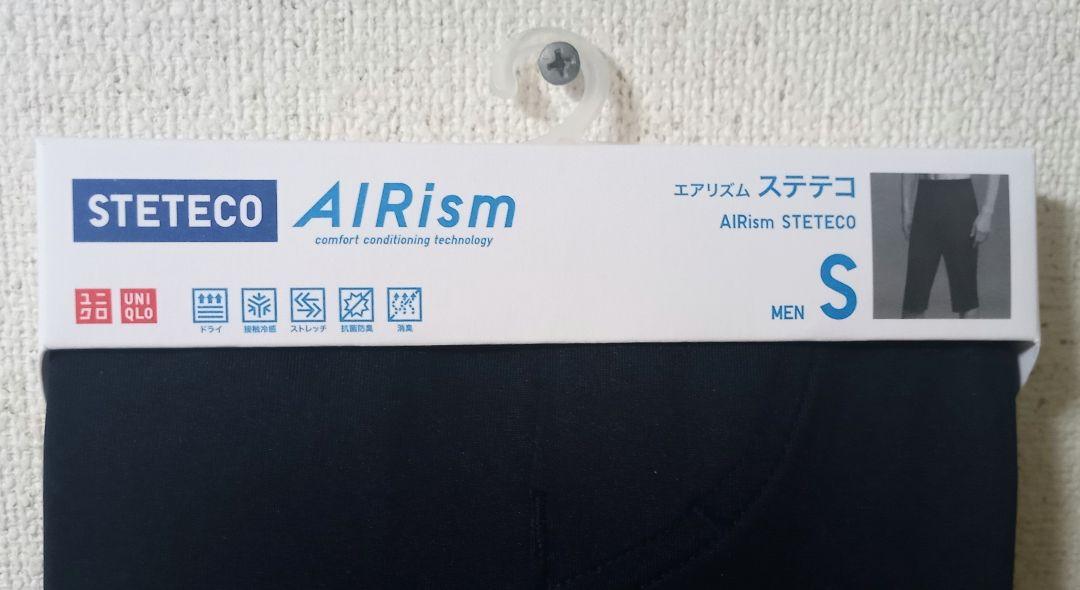 STETECO
AIRism
comfort conditioning technology
ユニクロ
UNIQLO
ドライ
接触冷感
ストレッチ
抗菌防臭
消臭
エアリズム ステテコ
AIRism STETECO
MEN S